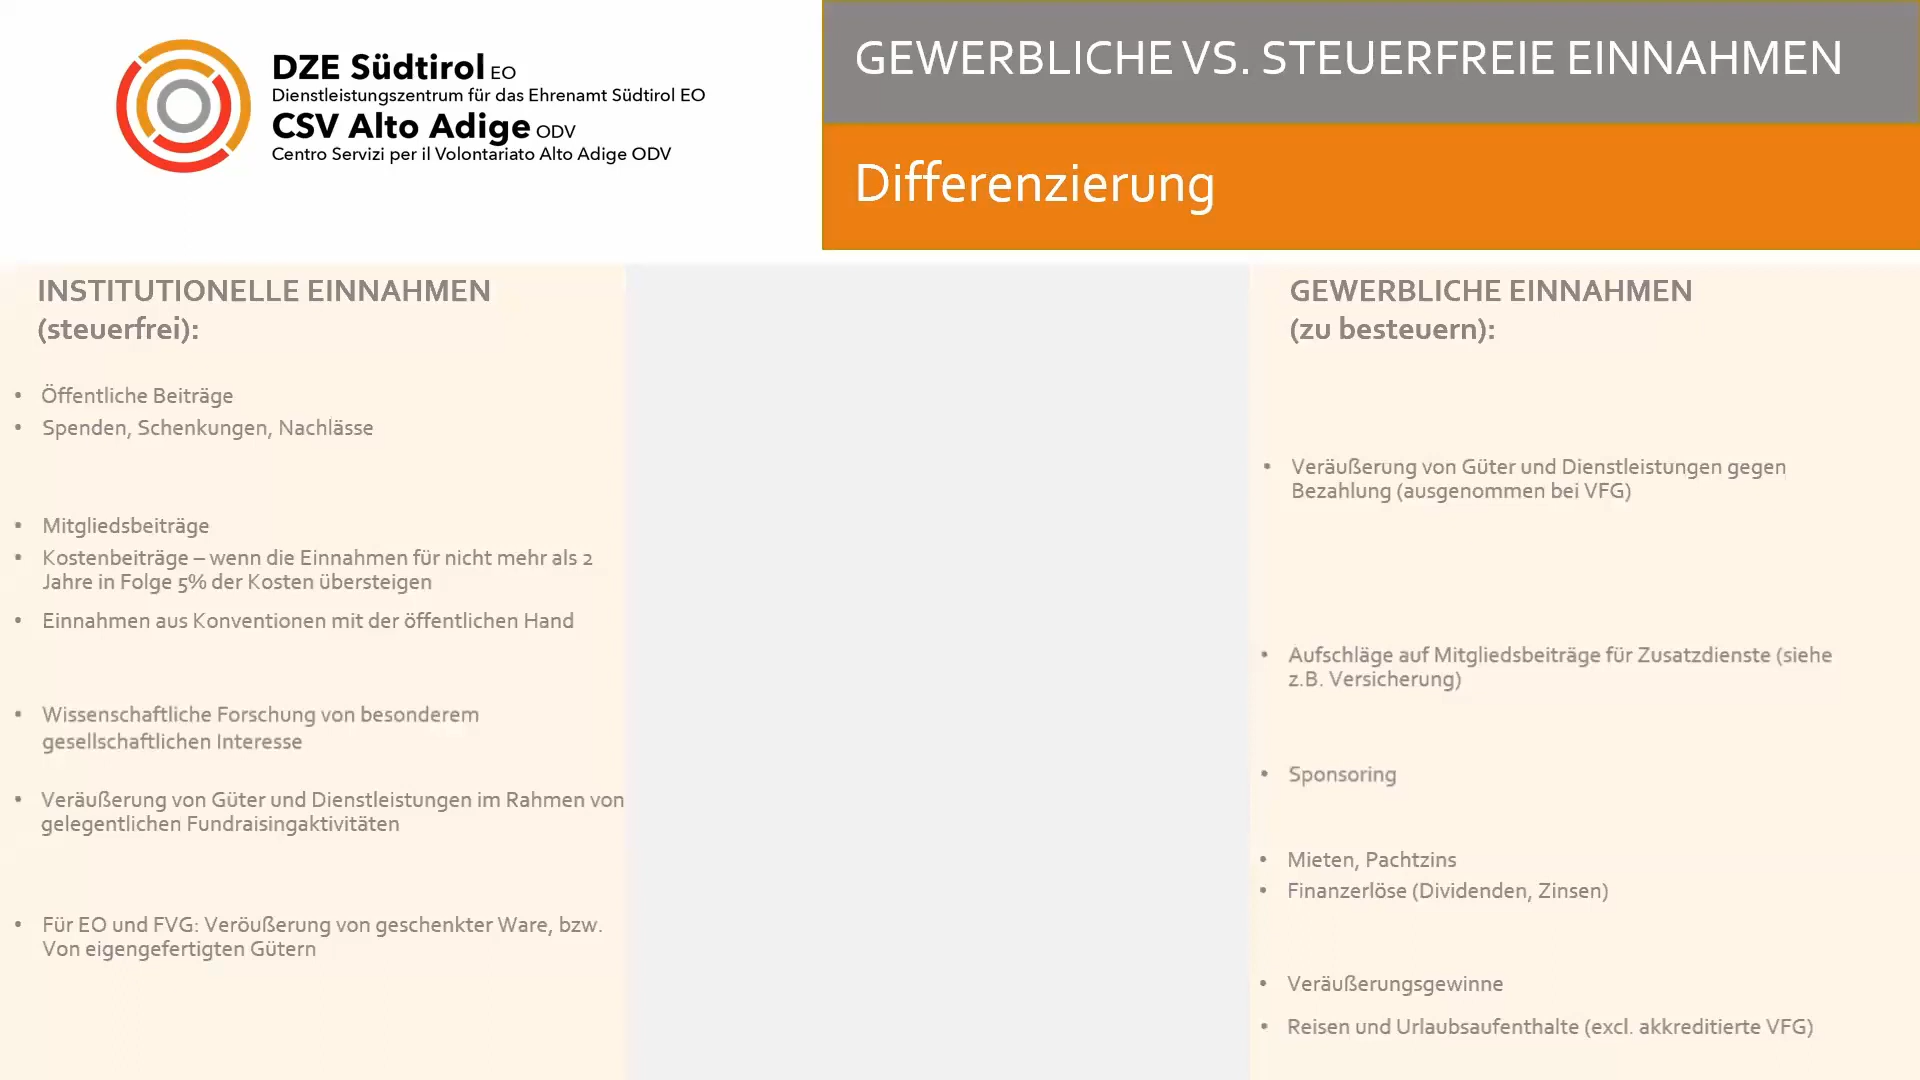 DZE Südtirol EO
Dienstleistungszentrum für das Ehrenamt Südtirol EO
CSV Alto Adige ODV
Centro Servizi per il Volontariato Alto Adige ODV
GEWERBLICHE VS. STEUERFREIE EINNAHMEN
Differenzierung
INSTITUTIONELLE EINNAHMEN
(steuerfrei):
• Öffentliche Beiträge
• Spenden, Schenkungen, Nachlässe
• Mitgliedsbeiträge
• Kostenbeiträge – wenn die Einnahmen für nicht mehr als 2
Jahre in Folge 5% der Kosten übersteigen
• Einnahmen aus Konventionen mit der öffentlichen Hand
• Wissenschaftliche Forschung von besonderem
gesellschaftlichen Interesse
• Veräußerung von Güter und Dienstleistungen im Rahmen von
gelegentlichen Fundraisingaktivitäten
• Für EO und FVG: Veröußerung von geschenkter Ware, bzw.
Von eigengefertigten Gütern
GEWERBLICHE EINNAHMEN
(zu besteuern):
• Veräußerung von Güter und Dienstleistungen gegen
Bezahlung (ausgenommen bei VFG)
• Aufschläge auf Mitgliedsbeiträge für Zusatzdienste (siehe
z.B. Versicherung)
• Sponsoring
• Mieten, Pachtzins
• Finanzerlöse (Dividenden, Zinsen)
• Veräußerungsgewinne
• Reisen und Urlaubsaufenthalte (excl. akkreditierte VFG)